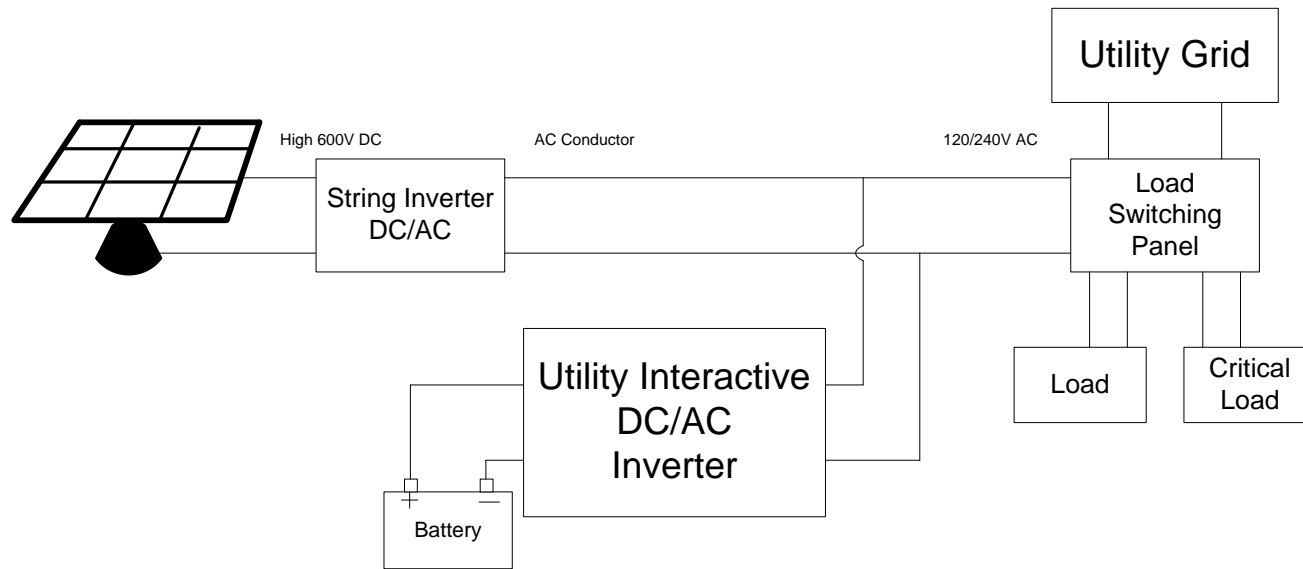 Utility Grid
High 600V DC
AC Conductor
120/240V AC
String Inverter
DC/AC
Load
Switching
Panel
Utility Interactive
DC/AC
Inverter
Load
Critical
Load
+
—
Battery